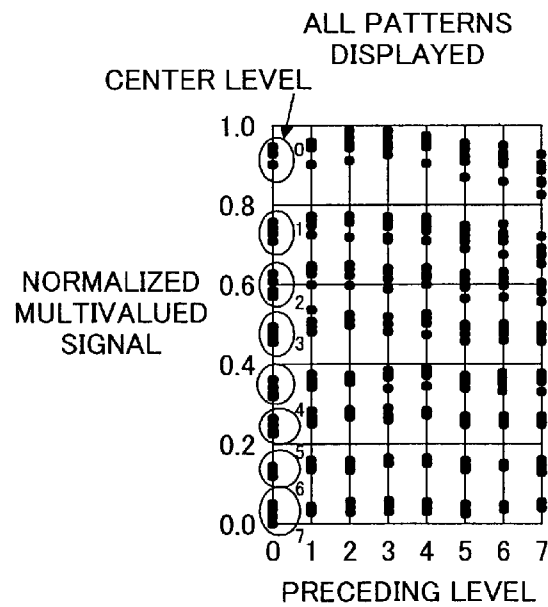 ALL PATTERNS
DISPLAYED
CENTER LEVEL
1.0
0
0.8
1
NORMALIZED
MULTIVALUED
SIGNAL
0.6
2
3
0.4
4
0.2
5
6
0.0
7
0 1 2 3 4 5 6 7
PRECEDING LEVEL